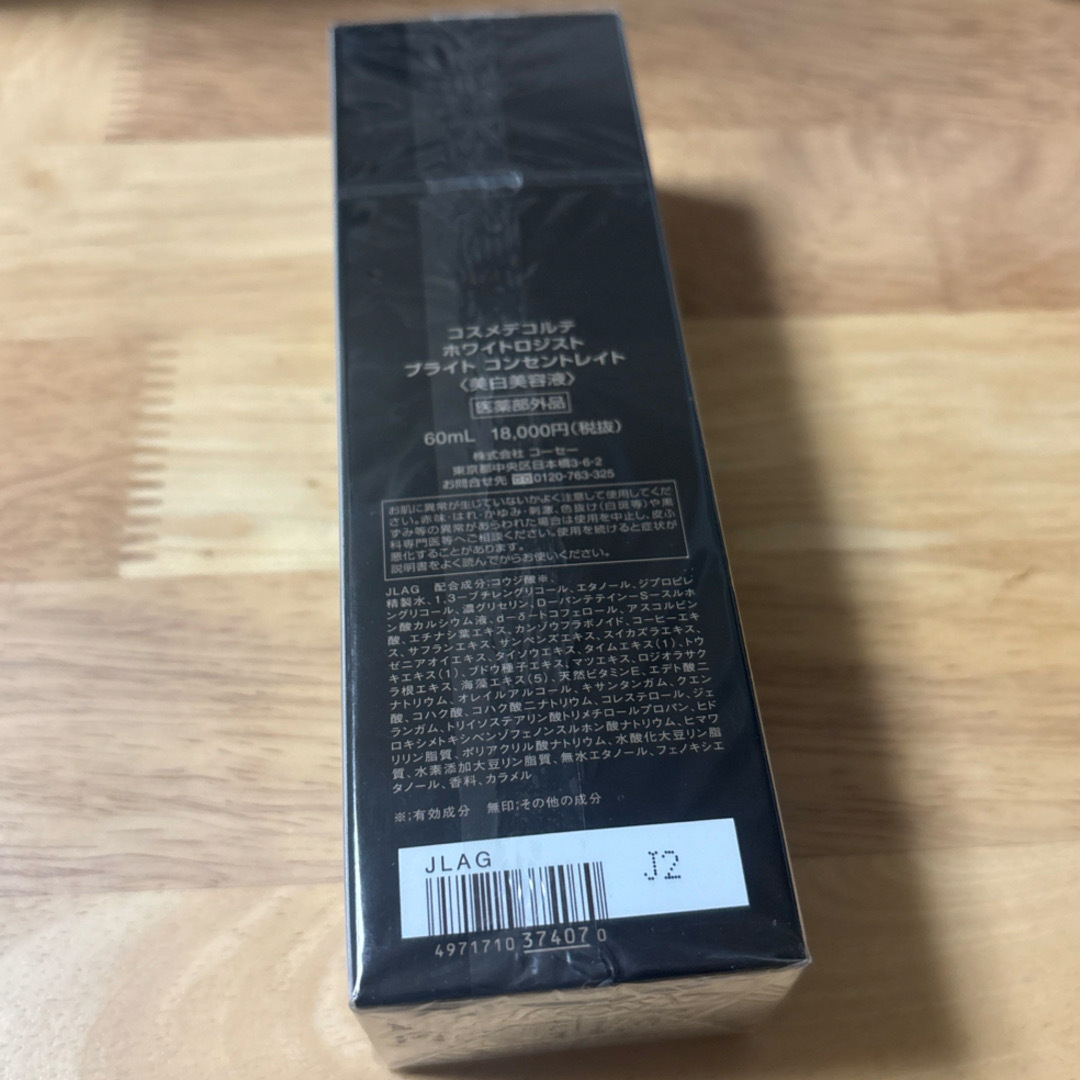 コスメデコルテ
ホワイトロジスト
ブライト コンセントレイト
〈美白美容液〉
医薬部外品
60mL 18,000円(税抜)
株式会社 コーセー
東京都中央区日本橋3-6-2
お問合せ先 0120-763-325
お肌に異常が生じていないかよく注意して使用してくだ
さい。赤味・はれ・かゆみ・刺激、色抜け(白斑等)や黒
ずみ等の異常があらわれた場合は使用を中止し、皮ふ
科専門医等へご相談ください。使用を続けると症状が
悪化することがあります。
説明書をよく読んでからお使いください。
JLAG 配合成分;コウジ酸※、
精製水、1,3-ブチレングリコール、エタノール、ジプロピレ
ングリコール、濃グリセリン、D-パンテテイン-S-スルホ
ン酸カルシウム液、d-δ-トコフェロール、アスコルビン
酸、エチナシ葉エキス、カンゾウフラボノイド、コーヒーエキ
ス、サフランエキス、サンペンズエキス、スイカズラエキス、
ゼニアオイエキス、タイソウエキス、タイムエキス(1)、トウ
キエキス(1)、ブドウ種子エキス、マツエキス、ロジオラサク
ラ根エキス、海藻エキス(5)、天然ビタミンE、エデト酸二
ナトリウム、オレイルアルコール、キサンタンガム、クエン
酸、コハク酸、コハク酸二ナトリウム、コレステロール、ジェ
ランガム、トリイソステアリン酸トリメチロールプロパン、ヒド
ロキシメトキシベンゾフェノンスルホン酸ナトリウム、ヒマワ
リリン脂質、ポリアクリル酸ナトリウム、水酸化大豆リン脂
質、水素添加大豆リン脂質、無水エタノール、フェノキシエ
タノール、香料、カラメル
※;有効成分 無印;その他の成分
JLAG
J2
4971710 37407 0